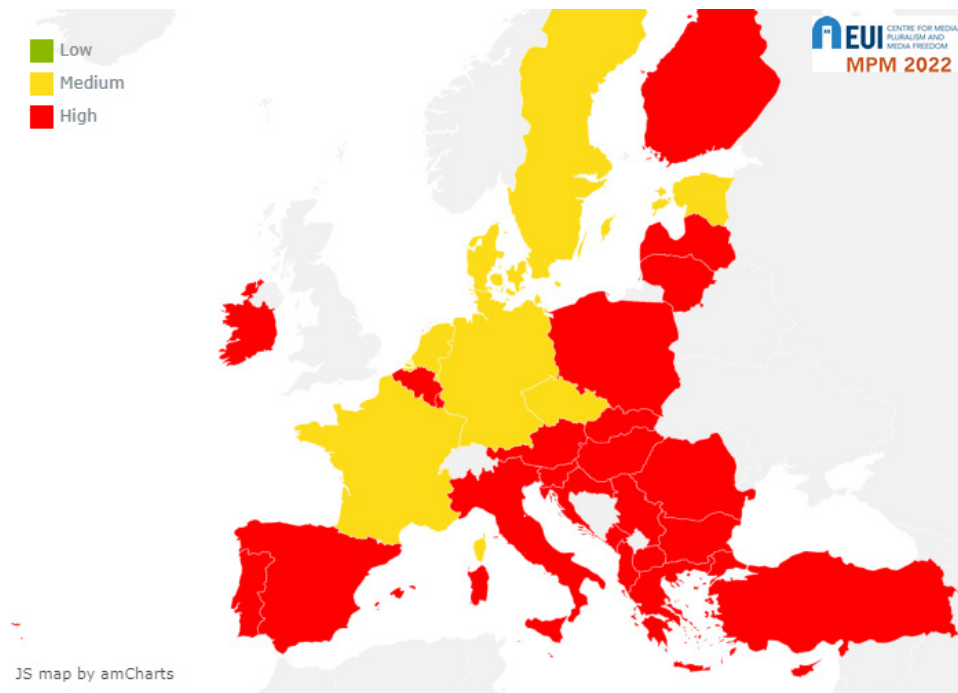 Low
Medium
High
EUI
CENTRE FOR MEDIA
PLURALISM AND
MEDIA FREEDOM
MPM 2022
JS map by amCharts